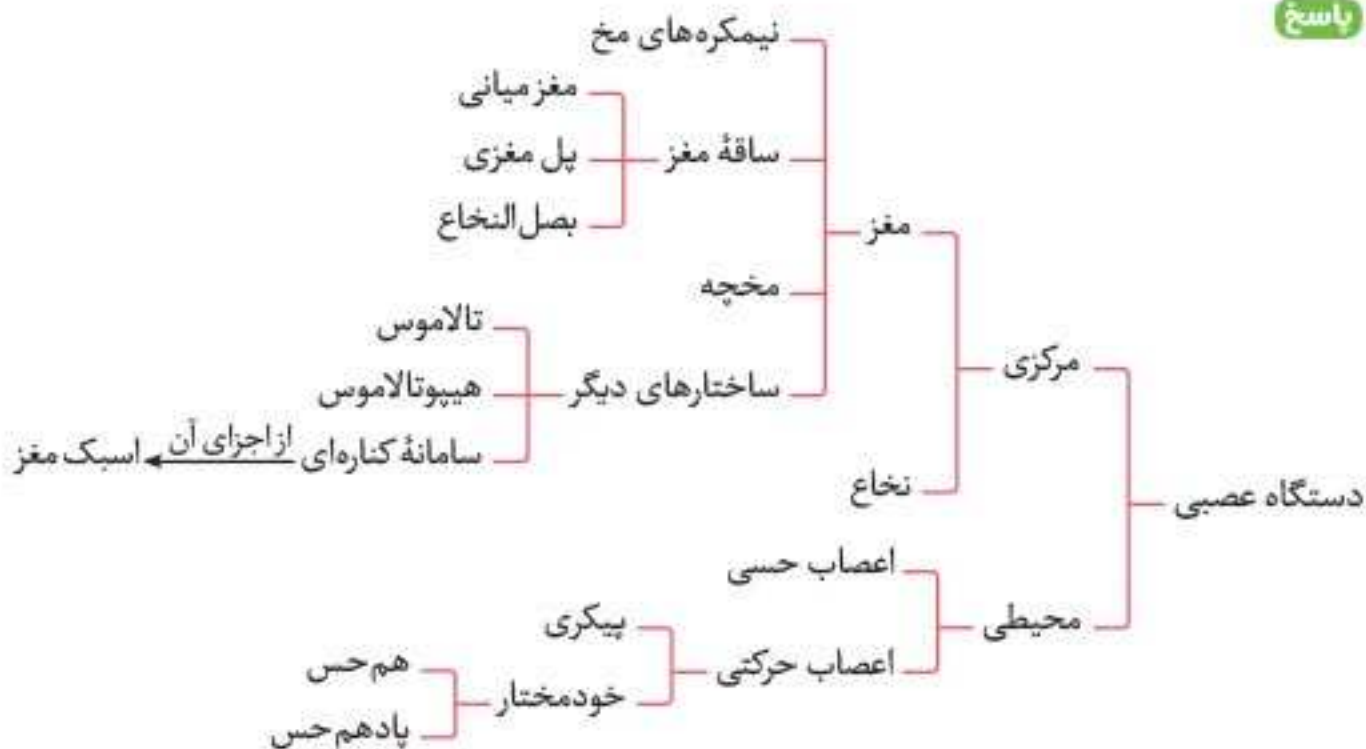 پاسخ
نیمکره‌های مخ
مغز میانی
ساقۀ مغز
پل مغزی
بصل‌النخاع
مغز
مخچه
تالاموس
مرکزی
ساختارهای دیگر
هیپوتالاموس
سامانۀ کناره‌ای از اجزای آن اسبک مغز
نخاع
دستگاه عصبی
اعصاب حسی
محیطی
پیکری
اعصاب حرکتی
هم‌حس
خودمختار
پادهم‌حس